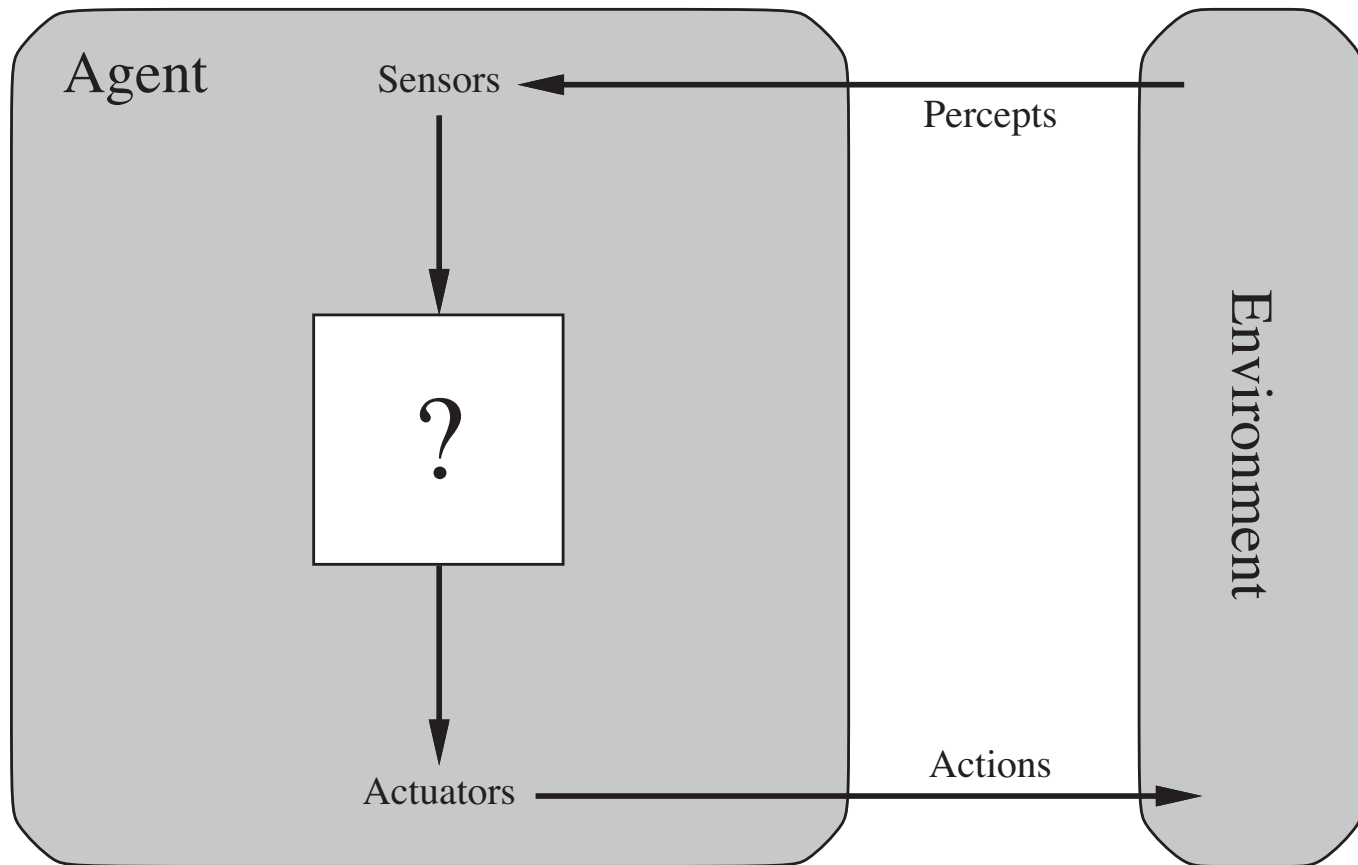 Agent
Sensors
Percepts
?
Environment
Actions
Actuators